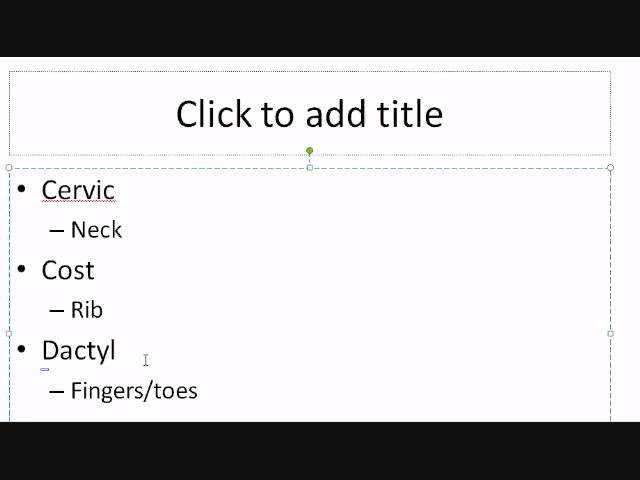 Click to add title
• Cervic
– Neck
• Cost
– Rib
• Dactyl
– Fingers/toes